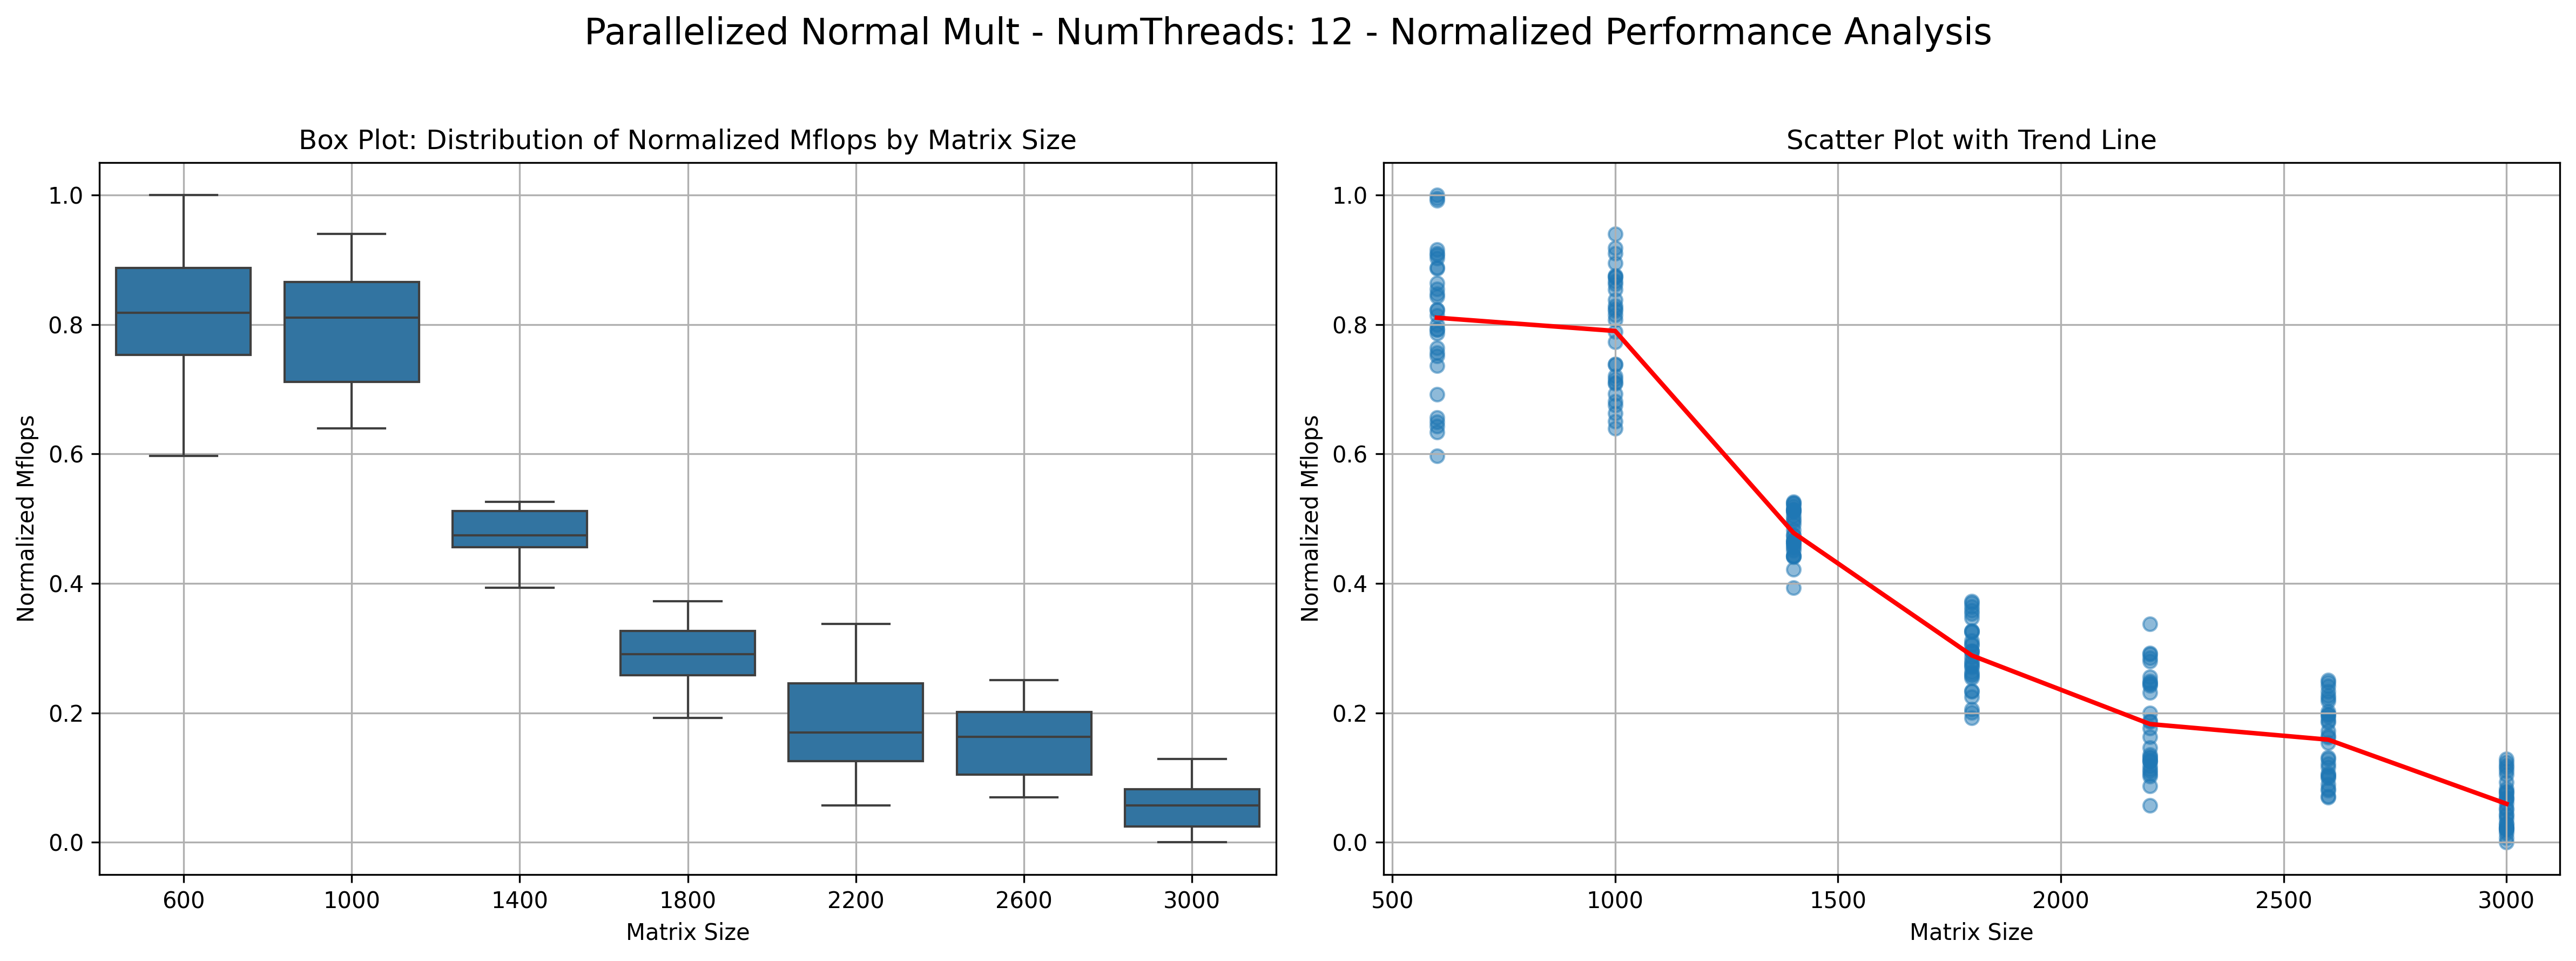 Parallelized Normal Mult - NumThreads: 12 - Normalized Performance Analysis
Box Plot: Distribution of Normalized Mflops by Matrix Size
Normalized Mflops
1.0
0.8
0.6
0.4
0.2
0.0
600 1000 1400 1800 2200 2600 3000
Matrix Size
Scatter Plot with Trend Line
Normalized Mflops
1.0
0.8
0.6
0.4
0.2
0.0
500 1000 1500 2000 2500 3000
Matrix Size